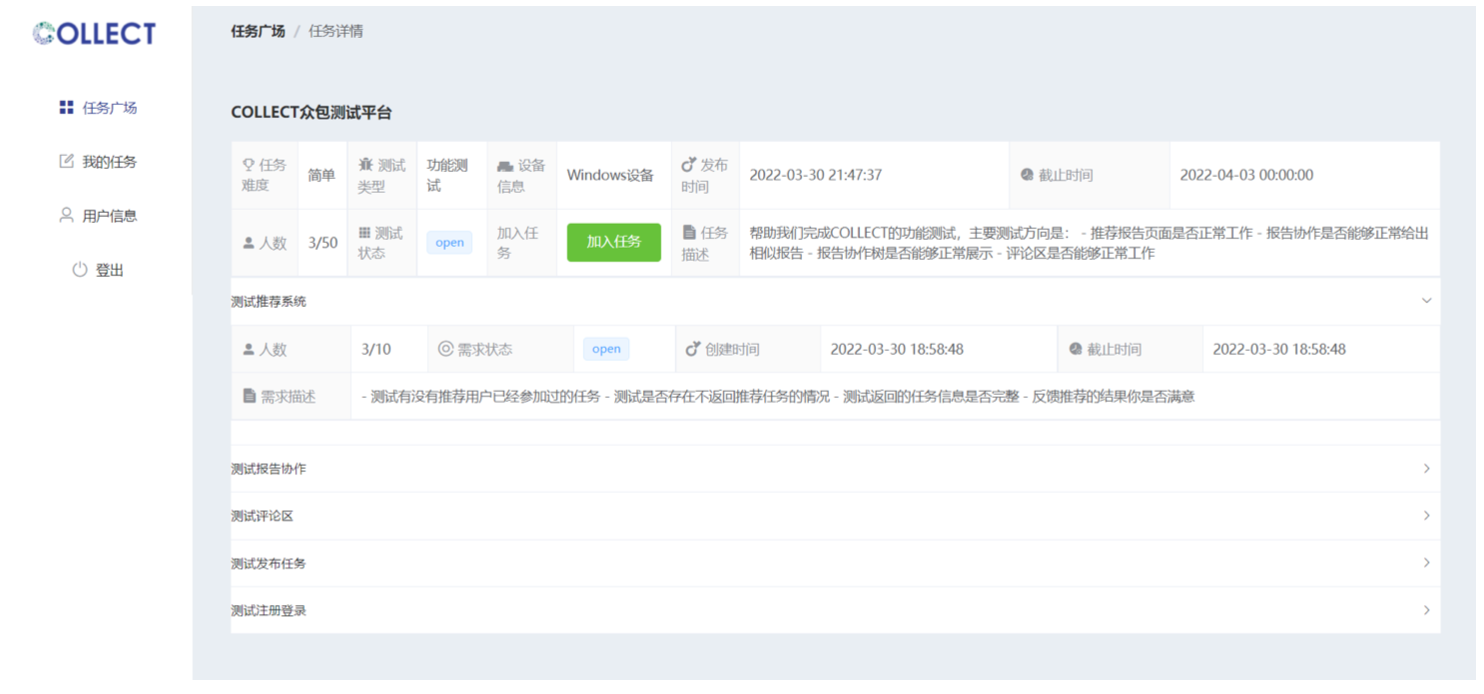 COLLECT
任务广场 / 任务详情
任务广场
我的任务
用户信息
登出
COLLECT众包测试平台
任务难度 简单 测试类型 功能测试 设备信息 Windows设备 发布时间 2022-03-30 21:47:37 截止时间 2022-04-03 00:00:00
人数 3/50 测试状态 open 加入任务 加入任务 任务描述 帮助我们完成COLLECT的功能测试，主要测试方向是： - 推荐报告页面是否正常工作 - 报告协作是否能够正常给出
相似报告 - 报告协作树是否能够正常展示 - 评论区是否能够正常工作
测试推荐系统
人数 3/10 需求状态 open 创建时间 2022-03-30 18:58:48 截止时间 2022-03-30 18:58:48
需求描述 - 测试有没有推荐用户已经参加过的任务 - 测试是否存在不返回推荐任务的情况 - 测试返回的任务信息是否完整 - 反馈推荐的结果你是否满意
测试报告协作
测试评论区
测试发布任务
测试注册登录